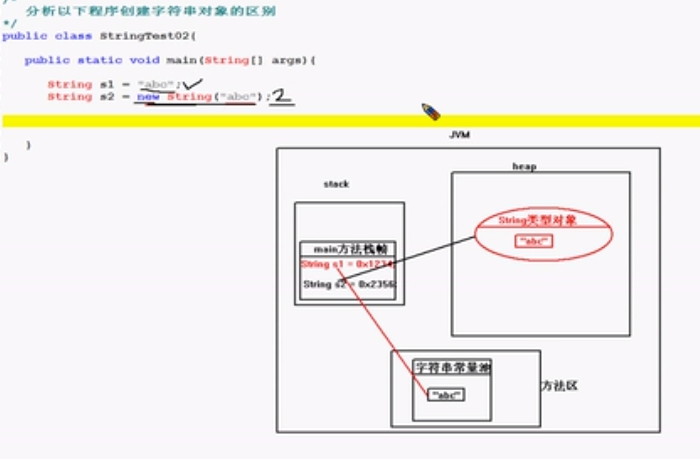 分析以下程序创建字符串对象的区别
*/
public class StringTest02{
public static void main(String[] args){
String s1 = "abc";
String s2 = new String("abc"); 2
}
}
JVM
stack
heap
main方法栈帧
String s1 = 0x1234
String s2 = 0x2356
String类型对象
"abc"
字符串常量池
"abc"
方法区